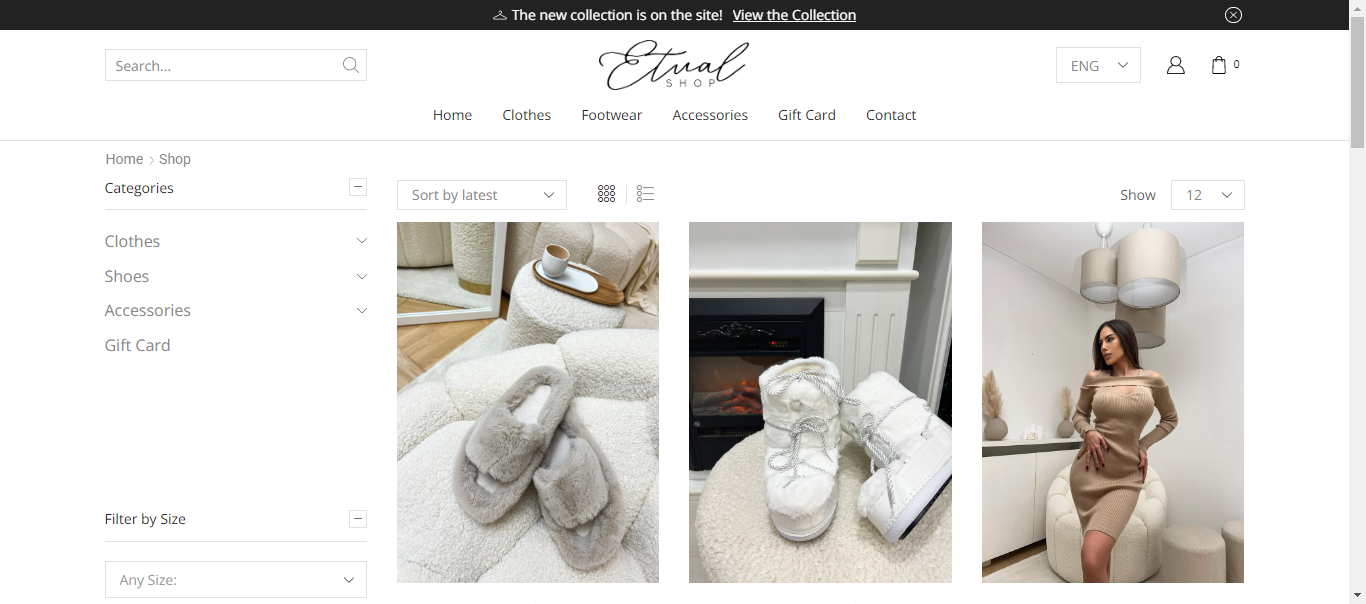 The new collection is on the site! View the Collection
Search...
Etual
SHOP
ENG
0
Home Clothes Footwear Accessories Gift Card Contact
Home > Shop
Categories
Clothes
Shoes
Accessories
Gift Card
Filter by Size
Any Size:
Sort by latest
Show 12